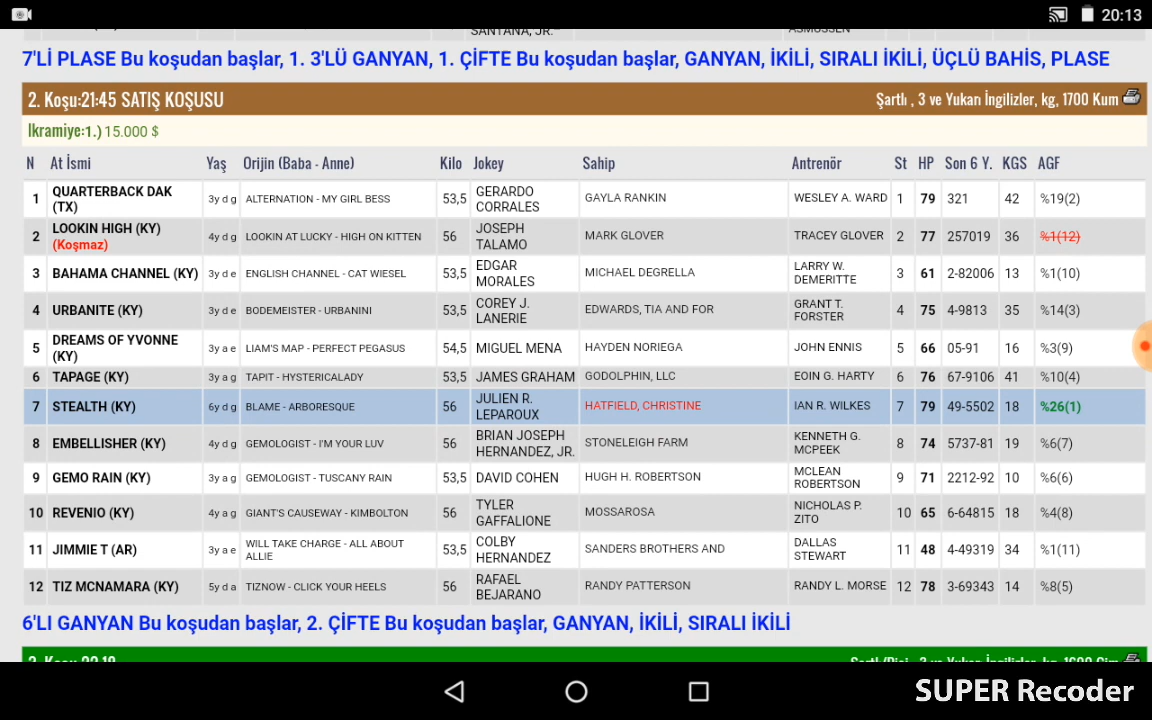 20:13
SANTANA, JR." ASMUSSEN
7'Lİ PLASE Bu koşudan başlar, 1. 3'LÜ GANYAN, 1. ÇİFTE Bu koşudan başlar, GANYAN, İKİLİ, SIRALI İKİLİ, ÜÇLÜ BAHİS, PLASE
2. Koşu:21:45 SATIŞ KOŞUSU Şartlı , 3 ve Yukarı İngilizler, kg, 1700 Kum
İkramiye:1.) 15.000 $
N At İsmi Yaş Orijin (Baba - Anne) Kilo Jokey Sahip Antrenör St HP Son 6 Y. KGS AGF
1 QUARTERBACK DAK (TX) 3y d g ALTERNATION - MY GIRL BESS 53,5 GERARDO CORRALES GAYLA RANKIN WESLEY A. WARD 1 79 321 42 %19(2)
2 LOOKIN HIGH (KY) (Koşmaz) 4y d g LOOKIN AT LUCKY - HIGH ON KITTEN 56 JOSEPH TALAMO MARK GLOVER TRACEY GLOVER 2 77 257019 36 %1(12)
3 BAHAMA CHANNEL (KY) 3y d e ENGLISH CHANNEL - CAT WIESEL 53,5 EDGAR MORALES MICHAEL DEGRELLA LARRY W. DEMERITTE 3 61 2-82006 13 %1(10)
4 URBANITE (KY) 3y d e BODEMEISTER - URBANINI 53,5 COREY J. LANERIE EDWARDS, TIA AND FOR GRANT T. FORSTER 4 75 4-9813 35 %14(3)
5 DREAMS OF YVONNE (KY) 3y a e LIAM'S MAP - PERFECT PEGASUS 54,5 MIGUEL MENA HAYDEN NORIEGA JOHN ENNIS 5 66 05-91 16 %3(9)
6 TAPAGE (KY) 3y a g TAPIT - HYSTERICALADY 53,5 JAMES GRAHAM GODOLPHIN, LLC EOIN G. HARTY 6 76 67-9106 41 %10(4)
7 STEALTH (KY) 6y d g BLAME - ARBORESQUE 56 JULIEN R. LEPAROUX HATFIELD, CHRISTINE IAN R. WILKES 7 79 49-5502 18 %26(1)
8 EMBELLISHER (KY) 4y d g GEMOLOGIST - I'M YOUR LUV 56 BRIAN JOSEPH HERNANDEZ, JR. STONELEIGH FARM KENNETH G. MCPEEK 8 74 5737-81 19 %6(7)
9 GEMO RAIN (KY) 3y a g GEMOLOGIST - TUSCANY RAIN 53,5 DAVID COHEN HUGH H. ROBERTSON MCLEAN ROBERTSON 9 71 2212-92 10 %6(6)
10 REVENIO (KY) 4y a g GIANT'S CAUSEWAY - KIMBOLTON 56 TYLER GAFFALIONE MOSSAROSA NICHOLAS P. ZITO 10 65 6-64815 18 %4(8)
11 JIMMIE T (AR) 3y a e WILL TAKE CHARGE - ALL ABOUT ALLIE 53,5 COLBY HERNANDEZ SANDERS BROTHERS AND DALLAS STEWART 11 48 4-49319 34 %1(11)
12 TIZ MCNAMARA (KY) 5y d a TIZNOW - CLICK YOUR HEELS 56 RAFAEL BEJARANO RANDY PATTERSON RANDY L. MORSE 12 78 3-69343 14 %8(5)
6'LI GANYAN Bu koşudan başlar, 2. ÇİFTE Bu koşudan başlar, GANYAN, İKİLİ, SIRALI İKİLİ
SUPER Recoder